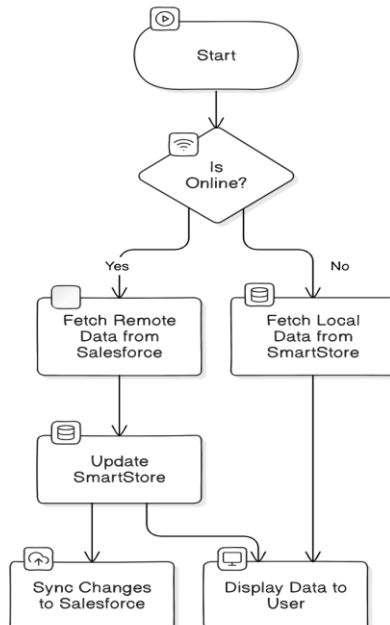 Start
Is
Online?
Yes
No
Fetch Remote
Data from
Salesforce
Fetch Local
Data from
SmartStore
Update
SmartStore
Sync Changes
to Salesforce
Display Data to
User